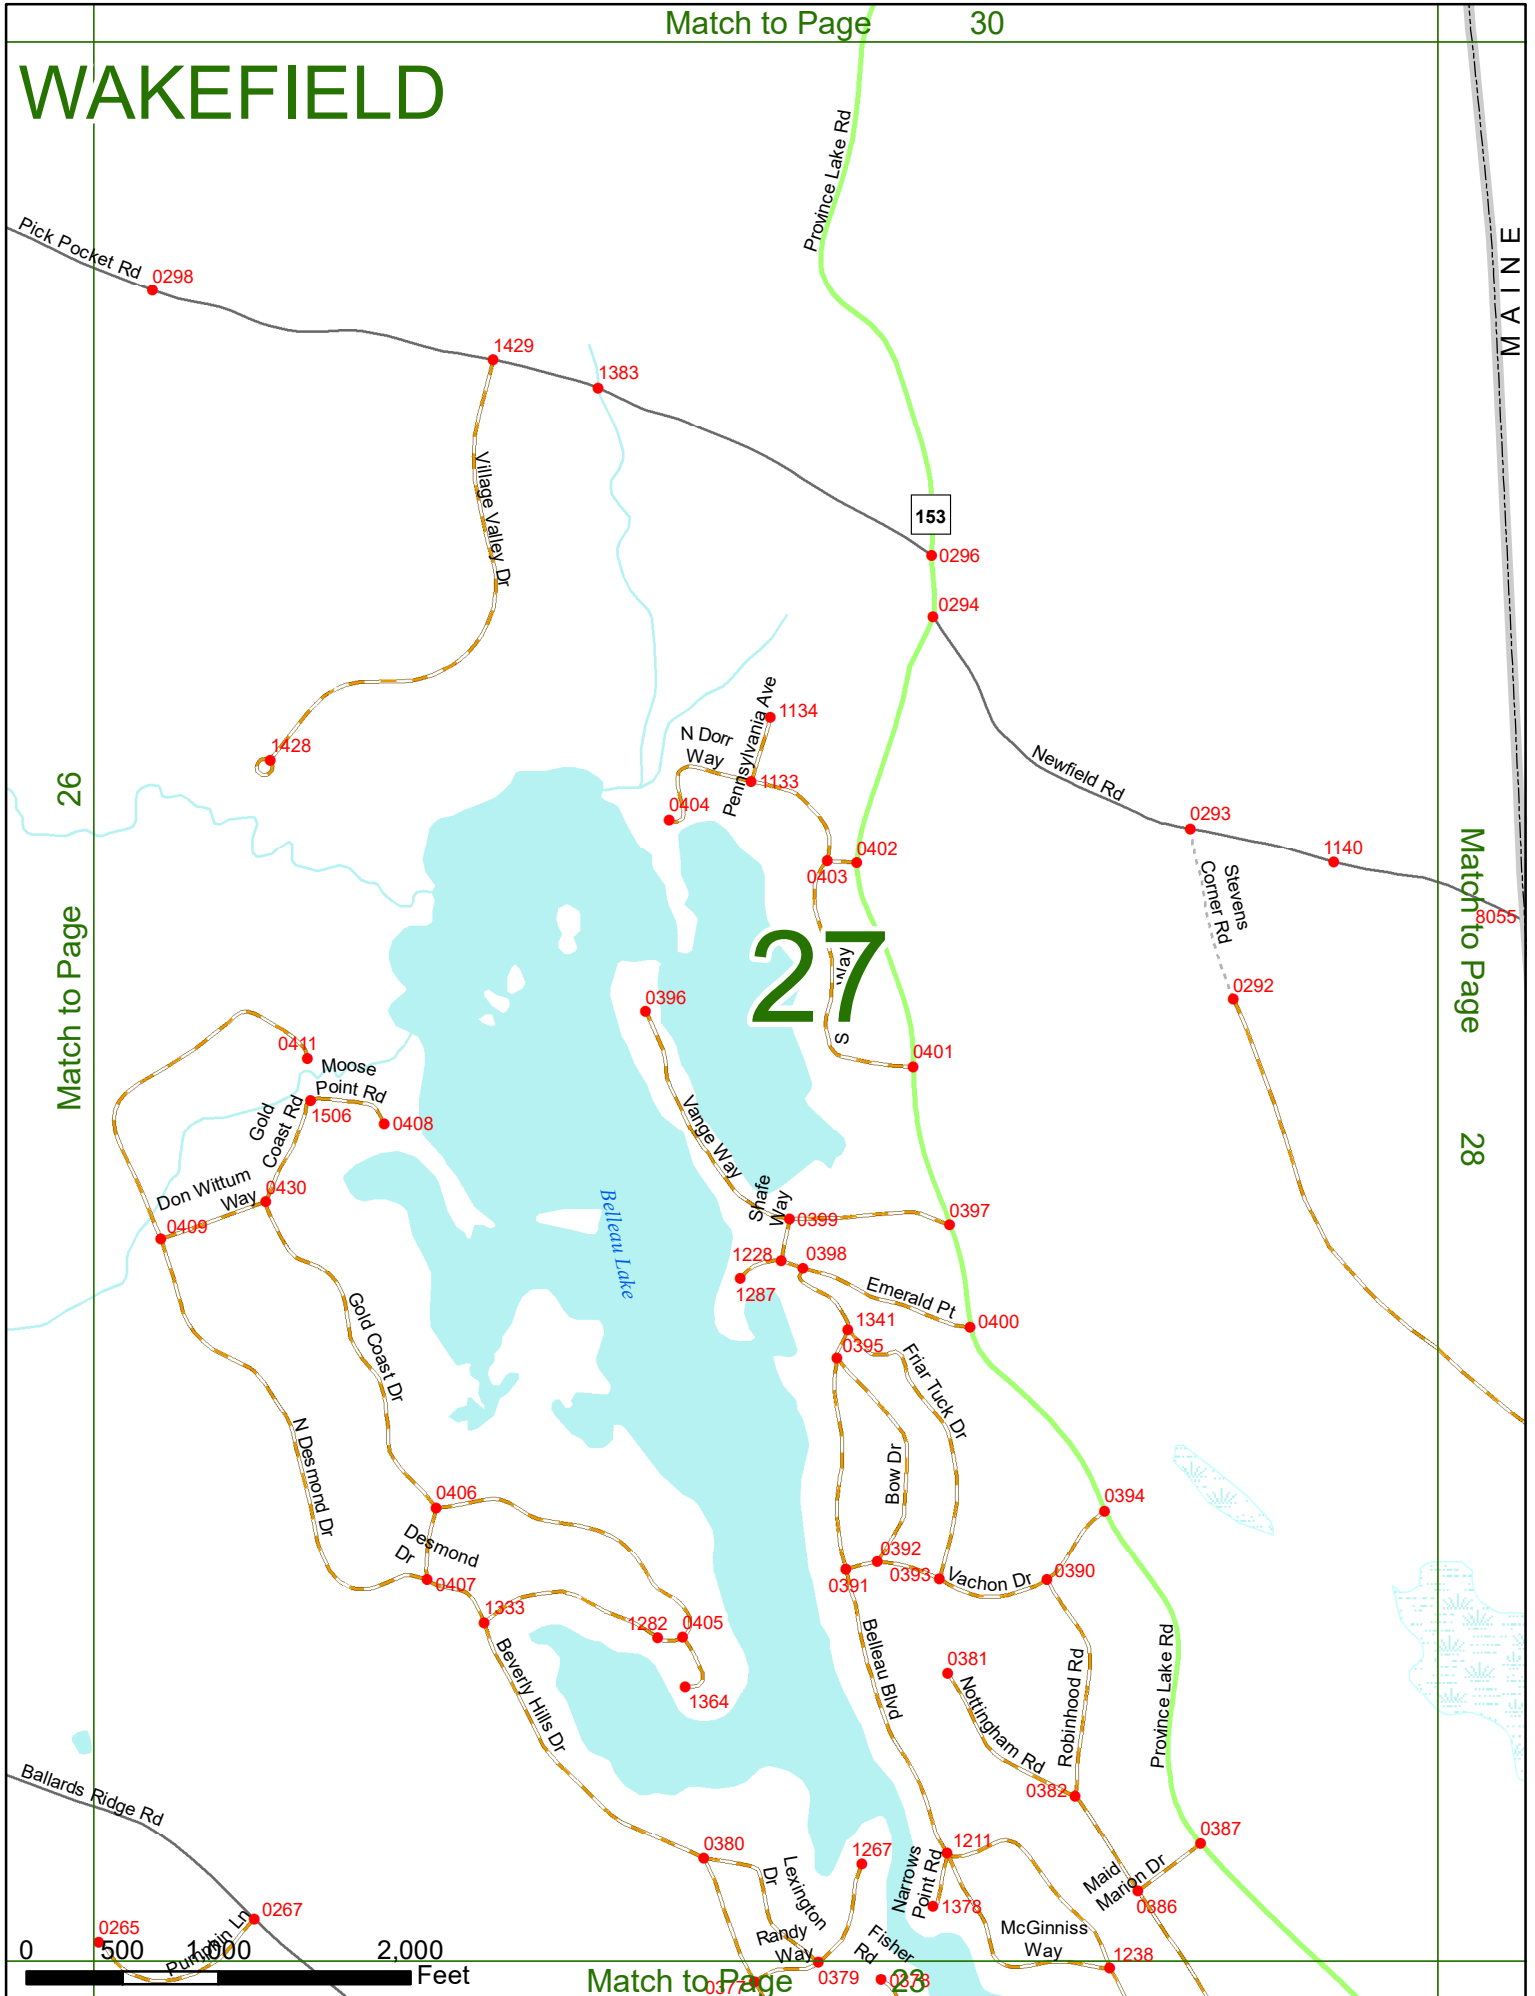 Match to Page 30
WAKEFIELD
Province Lake Rd
Pick Pocket Rd
0298
MAINE
1429
1383
Village Valley Dr
153
0296
0294
1134
Pennsylvania Ave
N Dorr
Way
1428
1133
Newfield Rd
26
Match to Page
0404
0293
0402
0403
1140
Stevens
Corner Rd
Match to Page
28
8055
27
S Way
0292
0396
0411
Moose
Point Rd
0401
Gold
Coast Rd
1506
0408
Vange Way
Don Wittum
Way
0430
Shafe
Way
0409
Belleau Lake
0399
0397
1228
0398
1287
Emerald Pt
Gold Coast Dr
1341
0400
0395
Friar Tuck Dr
N Desmond Dr
Bow Dr
0406
0394
Desmond
Dr
0392
0407
0391
0393
Vachon Dr
0390
1333
1282
0405
Belleau Blvd
Beverly Hills Dr
0381
Robinhood Rd
Province Lake Rd
1364
Nottingham Rd
Ballards Ridge Rd
0382
0387
0380
1267
1211
Lexington
Dr
Narrows
Point Rd
Maid
Marion Dr
0386
1378
0267
0265
Pumpkin Ln
Randy
Way
Fisher
Rd
McGinniss
Way
1238
0 500 1,000 2,000
Feet
0379
0377
0378
Match to Page 23